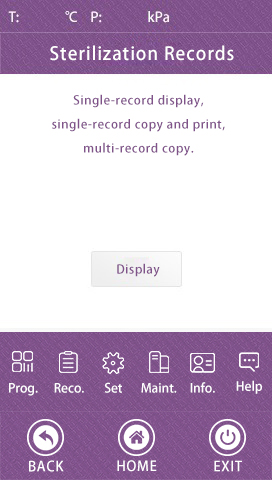 T: °C P: kPa
Sterilization Records
Single-record display,
single-record copy and print,
multi-record copy.
Display
Prog. Reco. Set Maint. Info. Help
BACK HOME EXIT